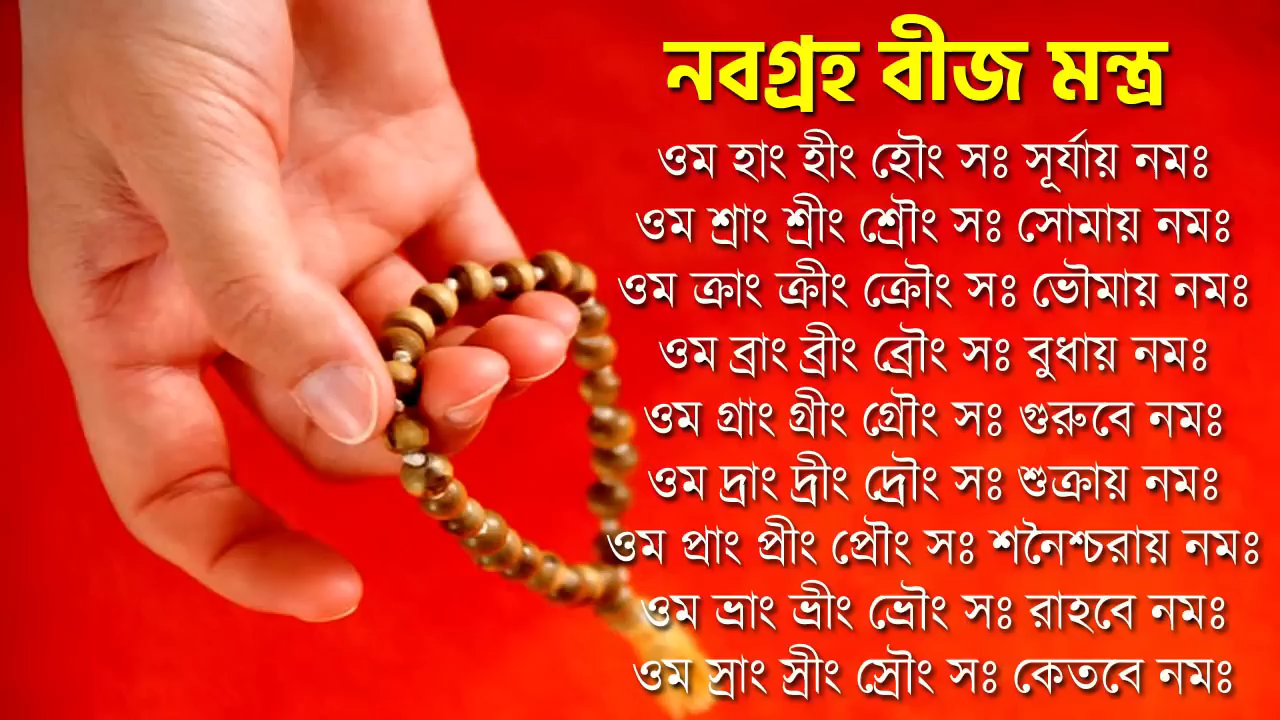 নবগ্রহ বীজ মন্ত্র
ওম হাং হীং হৌং সঃ সূর্যায় নমঃ
ওম শ্রাং শ্রীং শ্রৌং সঃ সোমায় নমঃ
ওম ক্রাং ক্রীং ক্রৌং সঃ ভৌমায় নমঃ
ওম ব্রাং ব্রীং ব্রৌং সঃ বুধায় নমঃ
ওম গ্রাং গ্রীং গ্রৌং সঃ গুরুবে নমঃ
ওম দ্রাং দ্রীং দ্রৌং সঃ শুক্রায় নমঃ
ওম প্রাং প্রীং প্রৌং সঃ শনৈশ্চরায় নমঃ
ওম ভ্রাং ভ্রীং ভ্রৌং সঃ রাহবে নমঃ
ওম স্রাং স্রীং স্রৌং সঃ কেতবে নমঃ